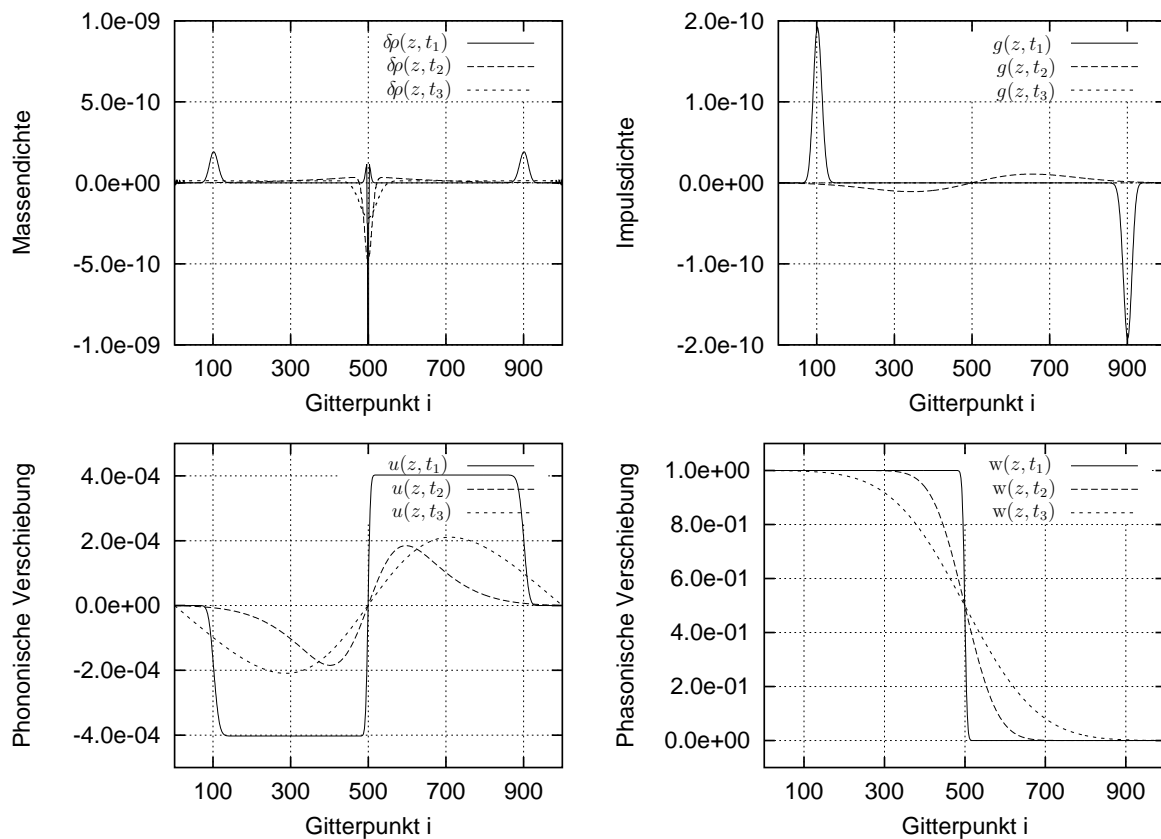 1.0e-09
5.0e-10
0.0e+00
-5.0e-10
-1.0e-09
Massendichte
δρ(z, t₁)
δρ(z, t₂)
δρ(z, t₃)
100 300 500 700 900
Gitterpunkt i
2.0e-10
1.0e-10
0.0e+00
-1.0e-10
-2.0e-10
Impulsdichte
g(z, t₁)
g(z, t₂)
g(z, t₃)
100 300 500 700 900
Gitterpunkt i
4.0e-04
2.0e-04
0.0e+00
-2.0e-04
-4.0e-04
Phononische Verschiebung
u(z, t₁)
u(z, t₂)
u(z, t₃)
100 300 500 700 900
Gitterpunkt i
1.0e+00
8.0e-01
6.0e-01
4.0e-01
2.0e-01
0.0e+00
Phasonische Verschiebung
w(z, t₁)
w(z, t₂)
w(z, t₃)
100 300 500 700 900
Gitterpunkt i